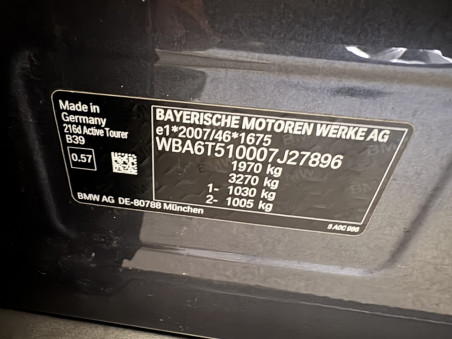 Made in
Germany
216d Active Tourer
B39
0.57
BMW AG DE-80788 München
BAYERISCHE MOTOREN WERKE AG
e1*2007/46*1675
WBA6T510007J27896
1970 kg
3270 kg
1- 1030 kg
2- 1005 kg